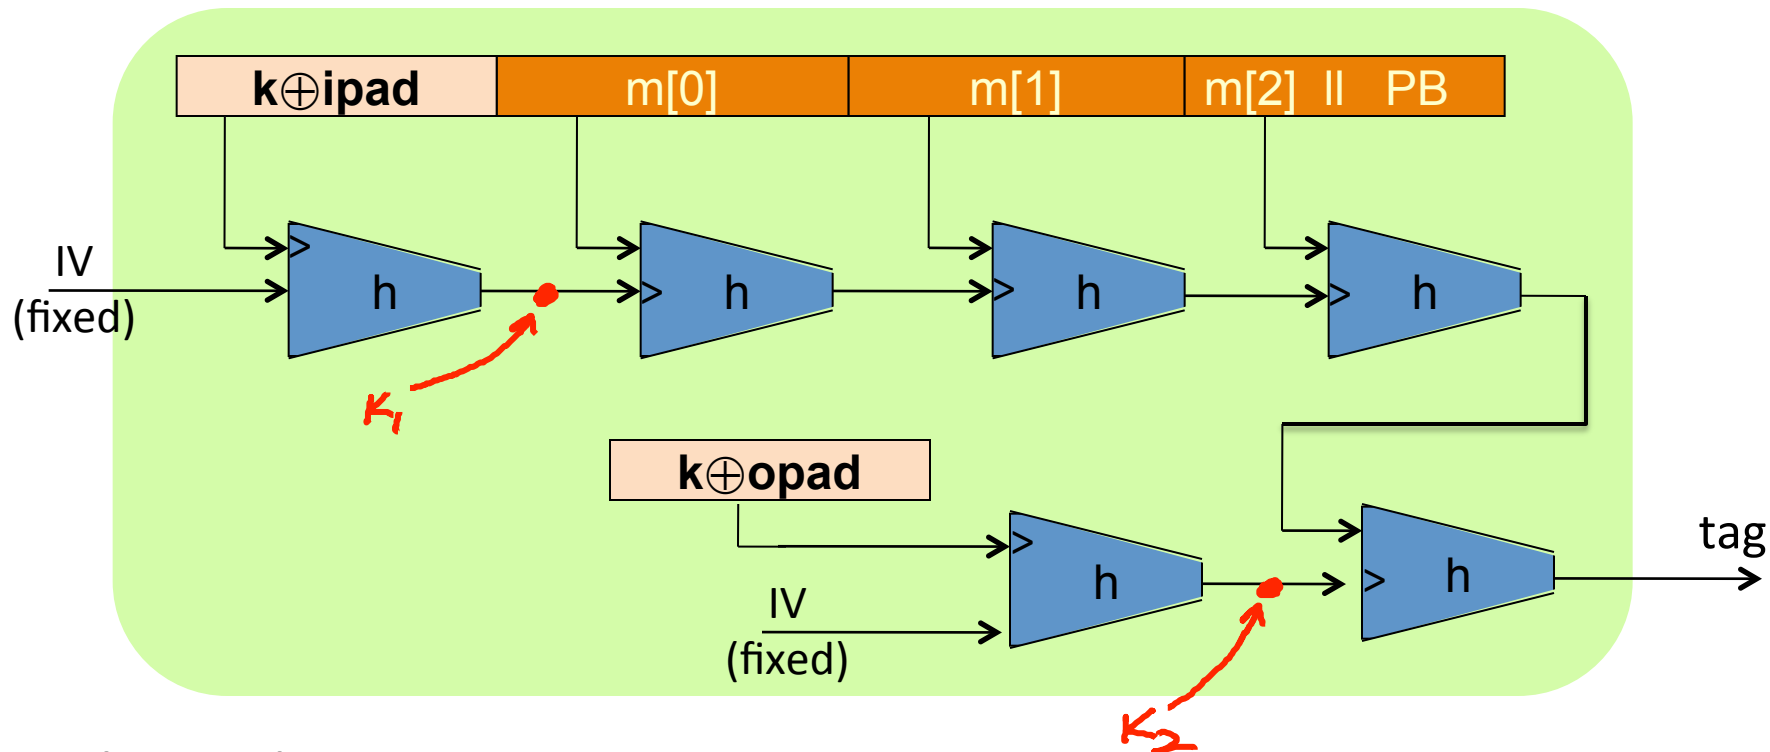 k⊕ipad m[0] m[1] m[2] ll PB
> > > >
IV
(fixed)
h h h h
K₁
k⊕opad
> >
h h
tag
IV
(fixed)
K₂